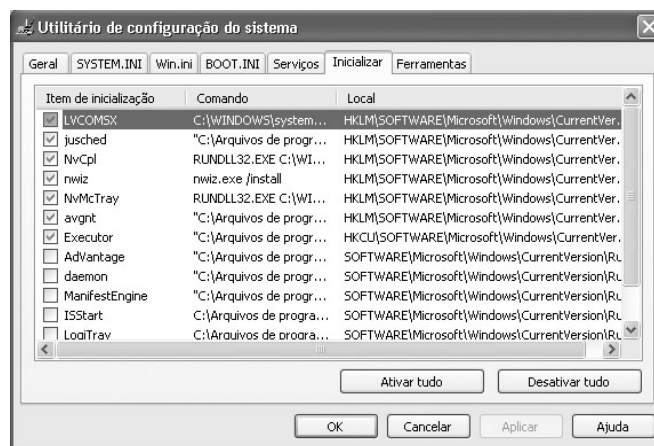 Utilitário de configuração do sistema
Geral SYSTEM.INI Win.ini BOOT.INI Serviços Inicializar Ferramentas
Item de inicialização Comando Local
LVCOMSX C:\WINDOWS\system... HKLM\SOFTWARE\Microsoft\Windows\CurrentVer.
jusched "C:\Arquivos de progr... HKLM\SOFTWARE\Microsoft\Windows\CurrentVer.
NvCpl RUNDLL32.EXE C:\WI... HKLM\SOFTWARE\Microsoft\Windows\CurrentVer.
nwiz nwiz.exe /install HKLM\SOFTWARE\Microsoft\Windows\CurrentVer.
NvMcTray RUNDLL32.EXE C:\WI... HKLM\SOFTWARE\Microsoft\Windows\CurrentVer.
avgnt "C:\Arquivos de progr... HKLM\SOFTWARE\Microsoft\Windows\CurrentVer.
Executor "C:\Arquivos de progr... HKCU\SOFTWARE\Microsoft\Windows\CurrentVer.
AdVantage "C:\Arquivos de progr... SOFTWARE\Microsoft\Windows\CurrentVersion\Ru
daemon "C:\Arquivos de progr... SOFTWARE\Microsoft\Windows\CurrentVersion\Ru
ManifestEngine "C:\Arquivos de progr... SOFTWARE\Microsoft\Windows\CurrentVersion\Ru
ISStart C:\Arquivos de progra... SOFTWARE\Microsoft\Windows\CurrentVersion\Ru
LogiTray C:\Arquivos de progra... SOFTWARE\Microsoft\Windows\CurrentVersion\Ru
Ativar tudo Desativar tudo
OK Cancelar Aplicar Ajuda